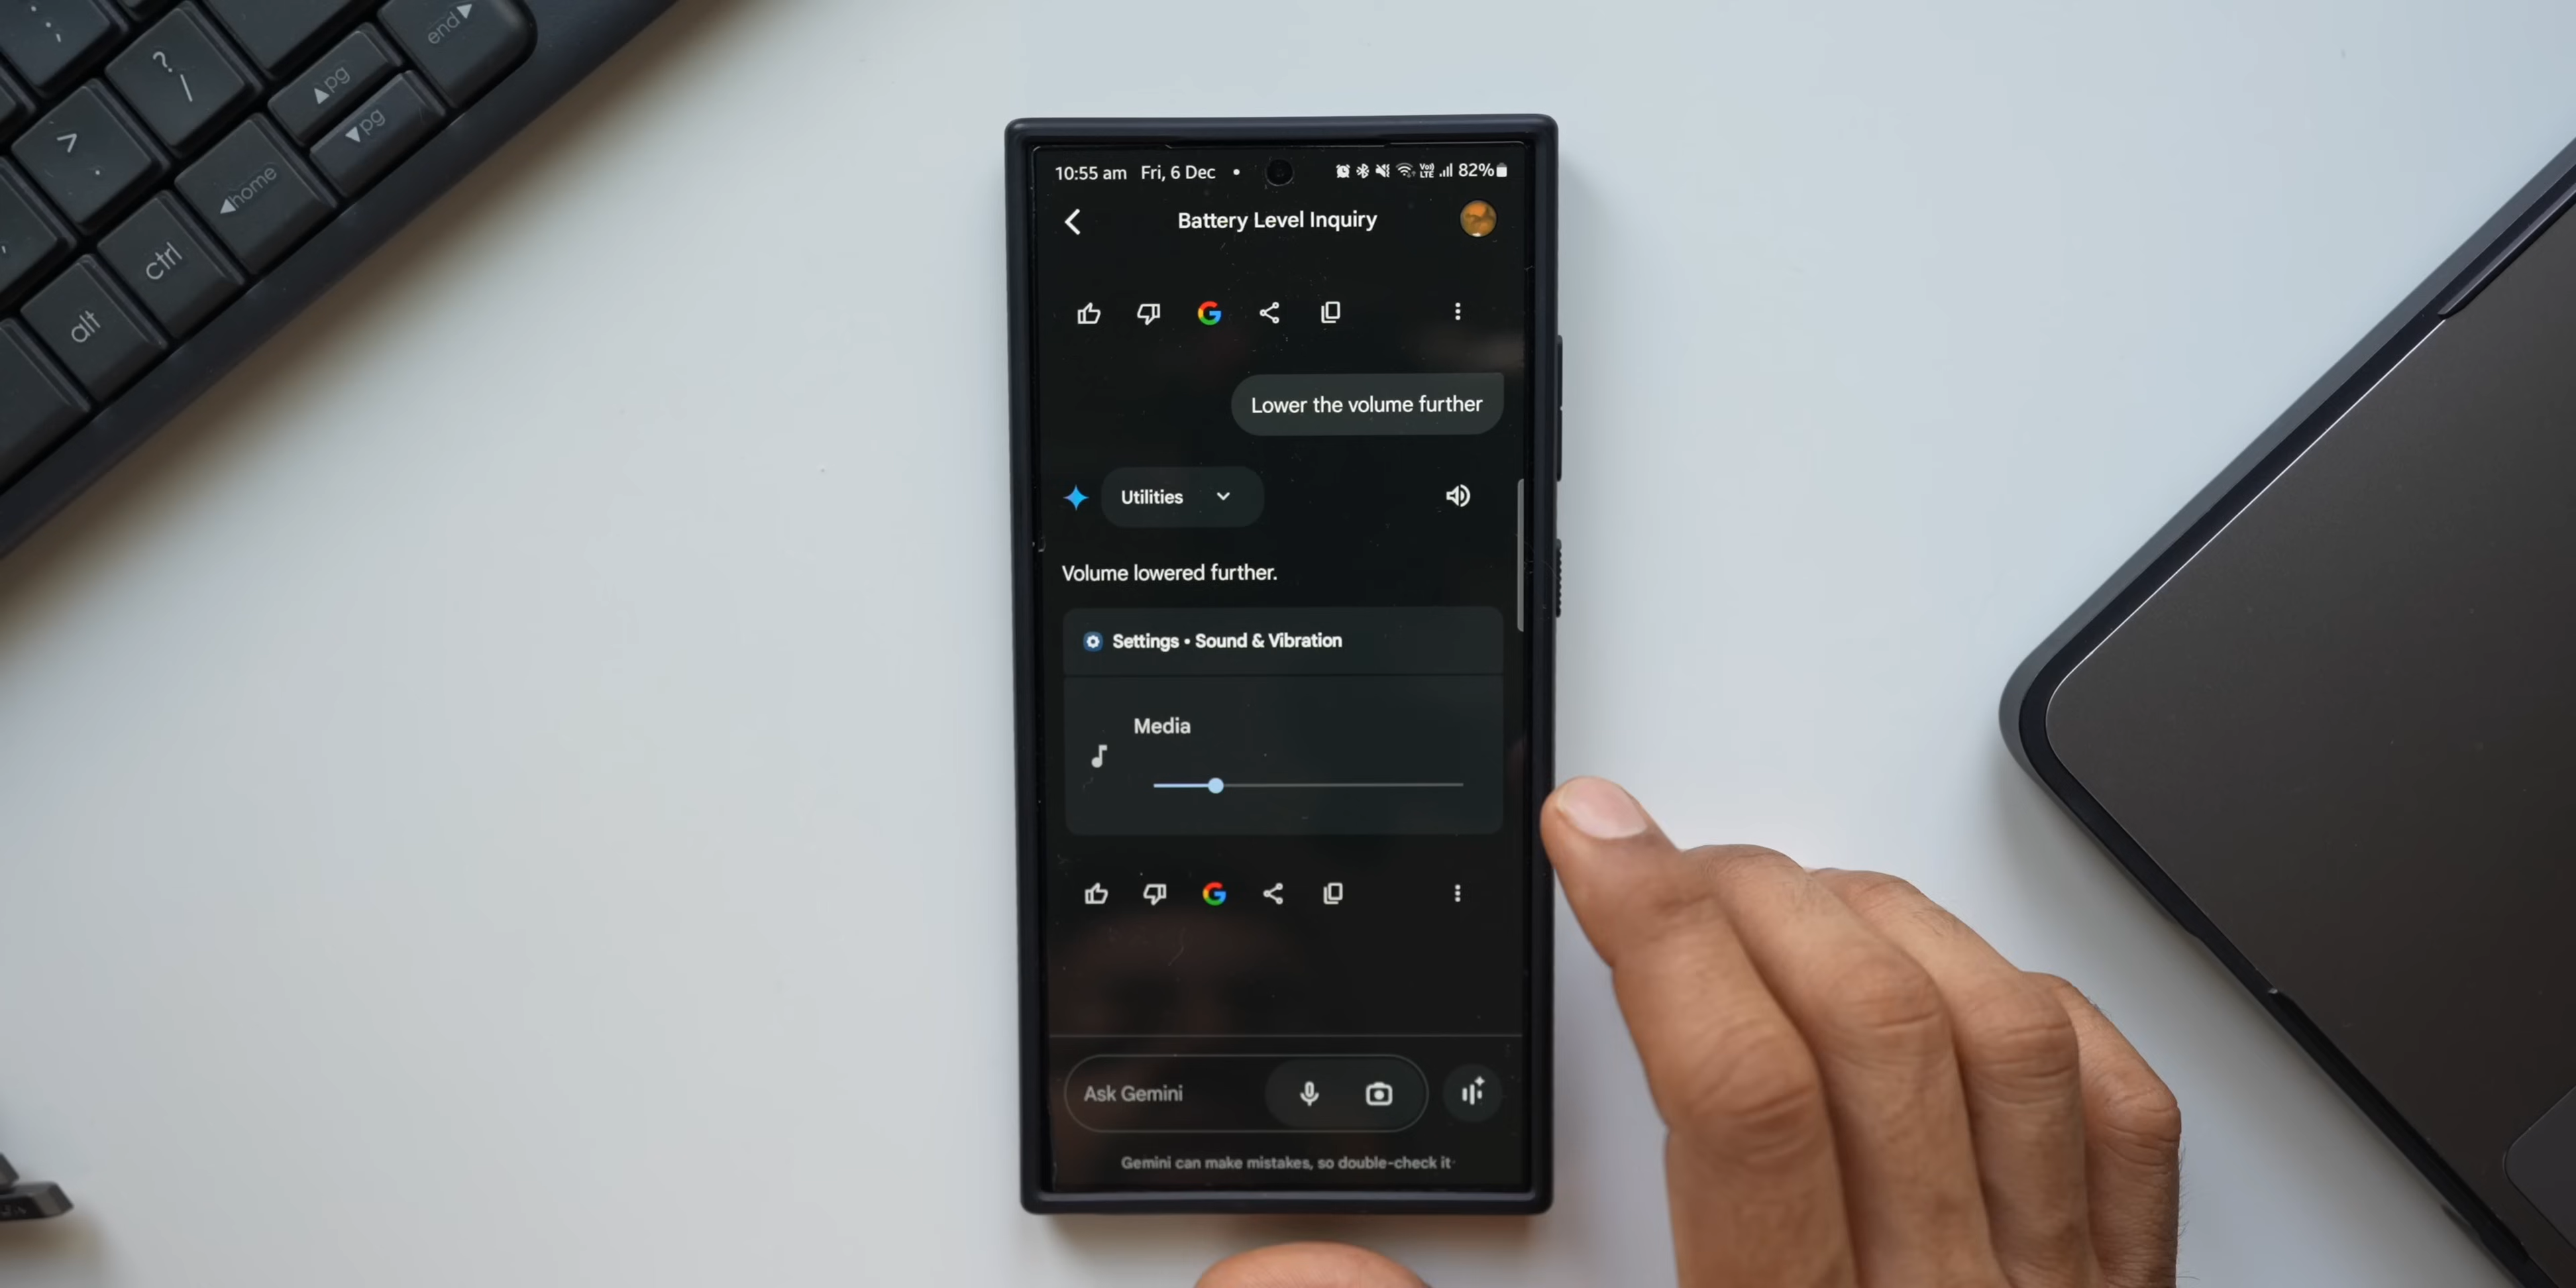 end
pg
pg
home
?
/
>
.
ctrl
alt
10:55 am Fri, 6 Dec • Vo) LTE 82%
Battery Level Inquiry
G
Lower the volume further
Utilities
Volume lowered further.
Settings • Sound & Vibration
Media
G
Ask Gemini
Gemini can make mistakes, so double-check it